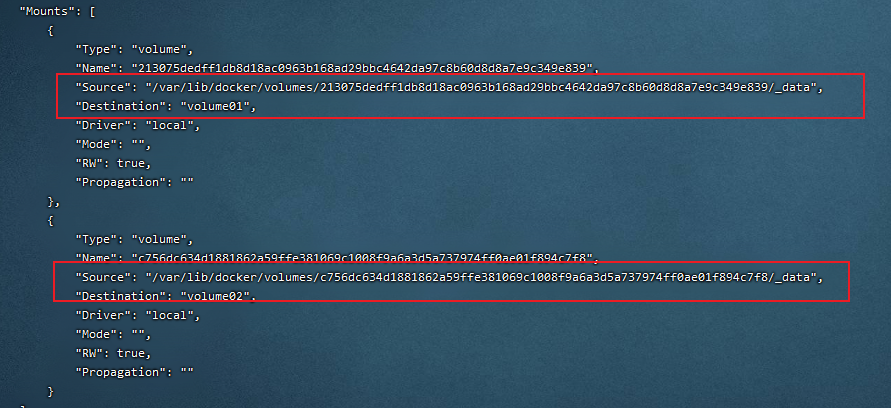 "Mounts": [
{
"Type": "volume",
"Name": "213075dedff1db8d18ac0963b168ad29bbc4642da97c8b60d8d8a7e9c349e839",
"Source": "/var/lib/docker/volumes/213075dedff1db8d18ac0963b168ad29bbc4642da97c8b60d8d8a7e9c349e839/_data",
"Destination": "volume01",
"Driver": "local",
"Mode": "",
"RW": true,
"Propagation": ""
},
{
"Type": "volume",
"Name": "c756dc634d1881862a59ffe381069c1008f9a6a3d5a737974ff0ae01f894c7f8",
"Source": "/var/lib/docker/volumes/c756dc634d1881862a59ffe381069c1008f9a6a3d5a737974ff0ae01f894c7f8/_data",
"Destination": "volume02",
"Driver": "local",
"Mode": "",
"RW": true,
"Propagation": ""
}